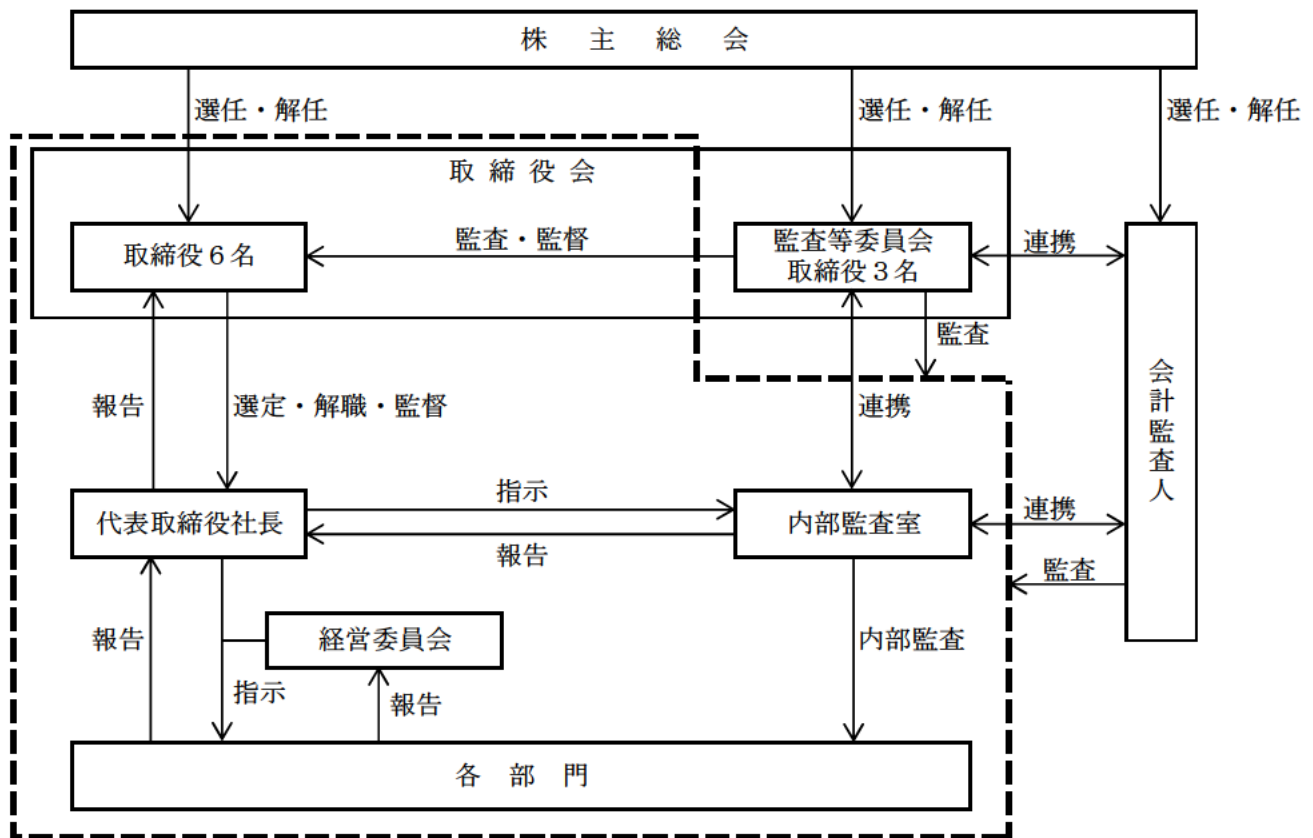 株主総会
選任・解任
選任・解任
選任・解任
取締役会
取締役６名
監査・監督
監査等委員会
取締役３名
連携
監査
報告
選定・解職・監督
連携
会計監査人
代表取締役社長
指示
報告
内部監査室
連携
監査
報告
経営委員会
内部監査
指示
報告
各部門